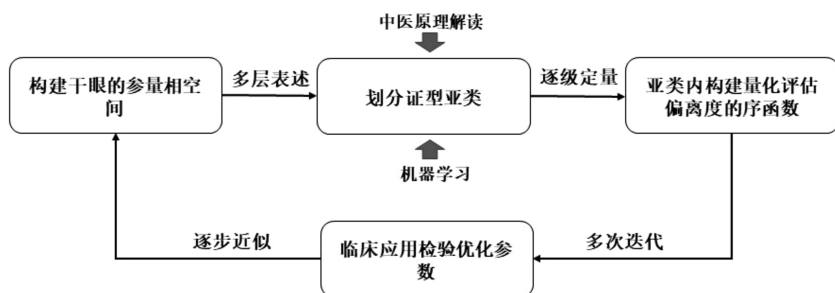 中医原理解读
构建干眼的参量相空
间
多层表述
划分证型亚类
逐级定量
亚类内构建量化评估
偏离度的序函数
机器学习
逐步近似
临床应用检验优化参
数
多次迭代